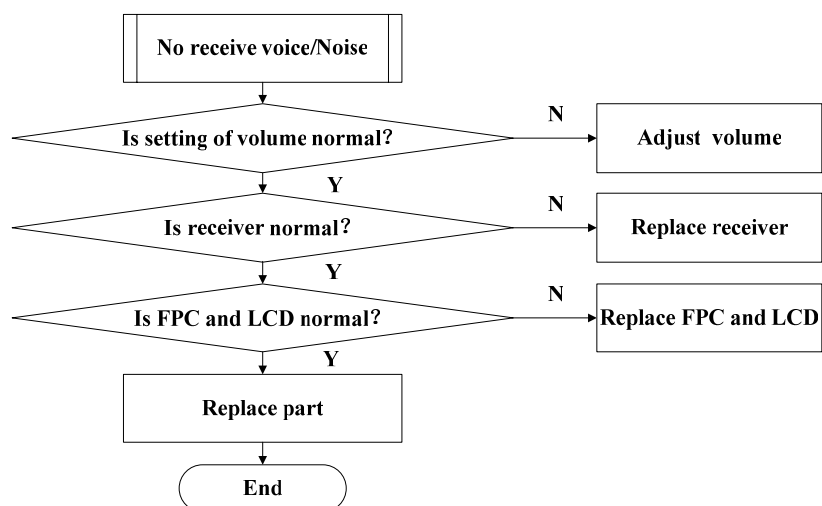 No receive voice/Noise
Is setting of volume normal?
N
Adjust volume
Y
Is receiver normal?
N
Replace receiver
Y
Is FPC and LCD normal?
N
Replace FPC and LCD
Y
Replace part
End